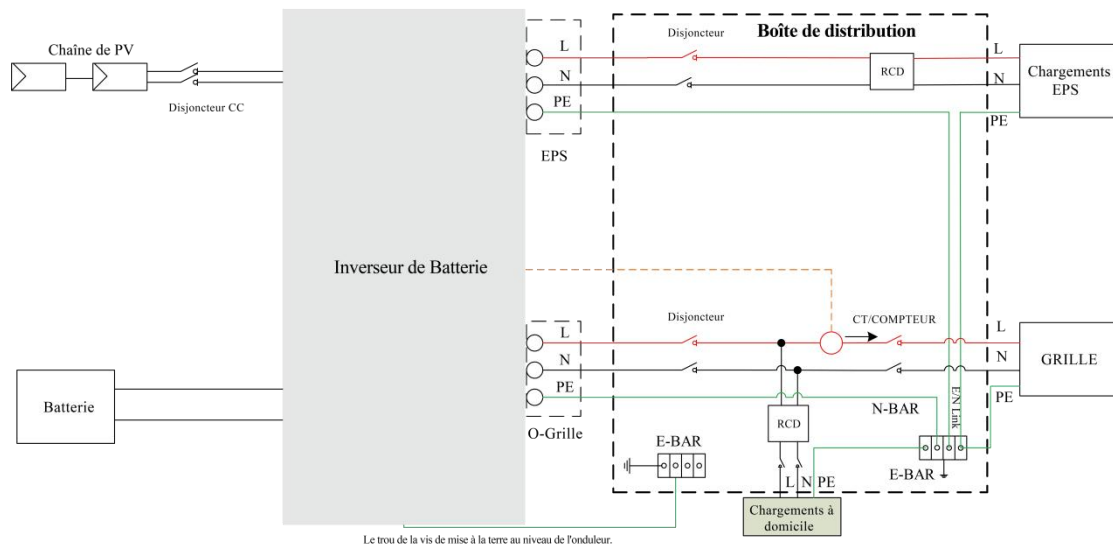 Chaîne de PV
Disjoncteur CC
Inverseur de Batterie
Batterie
L
N
PE
EPS
Disjoncteur
Boîte de distribution
RCD
L
N
PE
Chargements
EPS
L
N
PE
O-Grille
Disjoncteur
CT/COMPTEUR
L
N
PE
GRILLE
N-BAR
E/N Link
RCD
E-BAR
E-BAR
L N PE
Chargements à
domicile
Le trou de la vis de mise à la terre au niveau de l'onduleur.